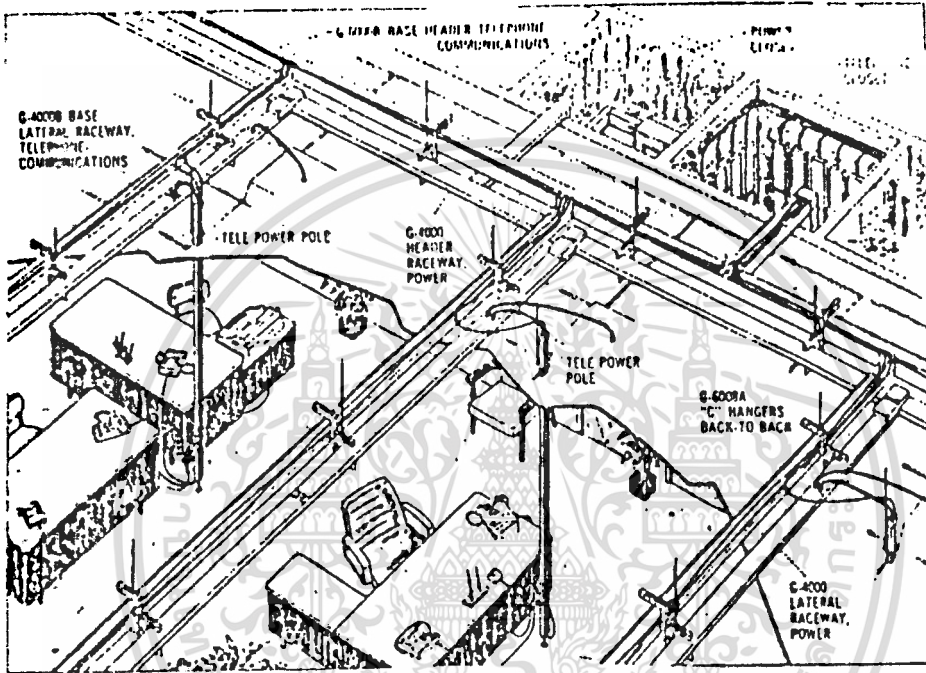 BASE HEADER TELEPHONE
COMMUNICATIONS
POWER
CLOSET
G-4000B BASE
LATERAL RACEWAY,
TELEPHONE-
COMMUNICATIONS
TELE POWER POLE
G-4000
HEADER
RACEWAY,
POWER
TELE POWER
POLE
G-6008A
"C" HANGERS
BACK-TO BACK
G-4000
LATERAL
RACEWAY,
POWER